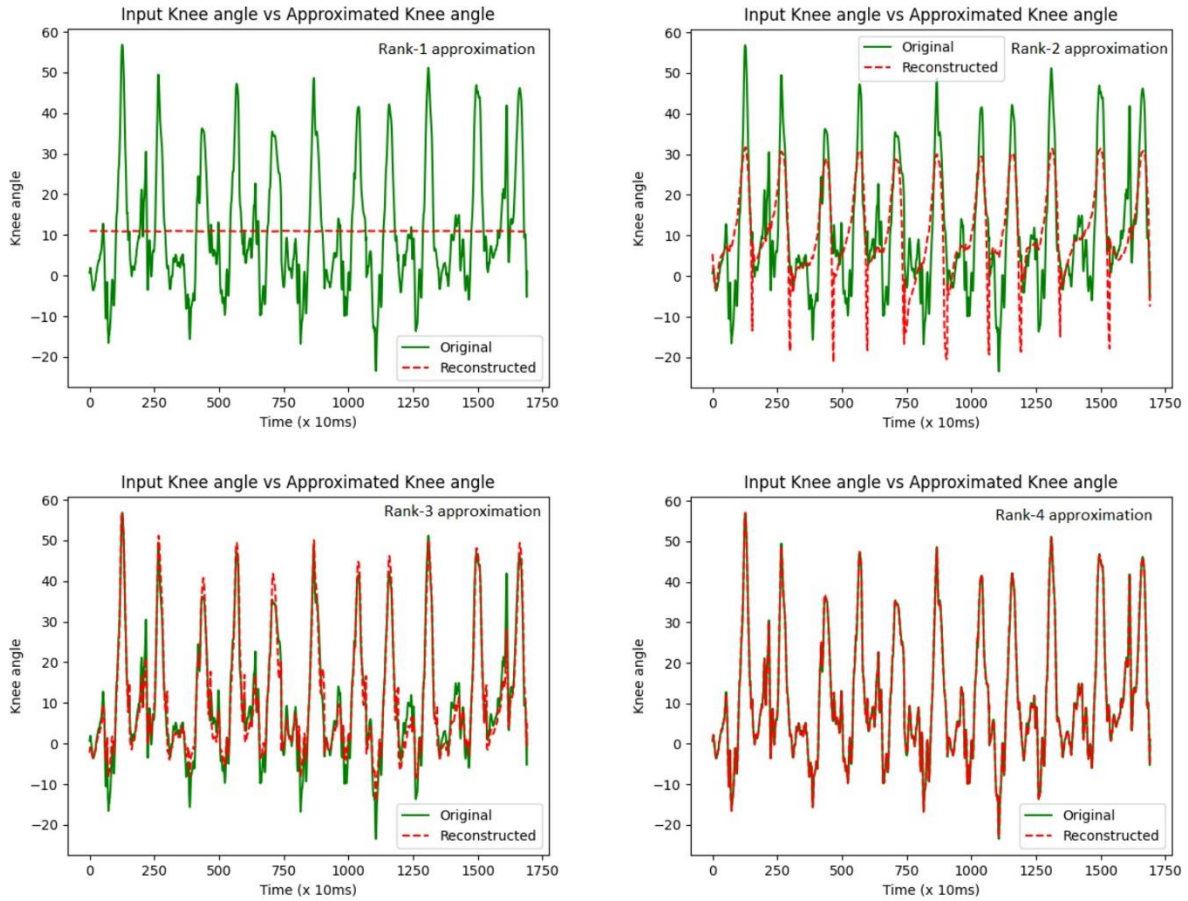 Input Knee angle vs Approximated Knee angle
Rank-1 approximation
60
50
40
30
20
10
0
−10
−20
Knee angle
Original
Reconstructed
0 250 500 750 1000 1250 1500 1750
Time (x 10ms)
Input Knee angle vs Approximated Knee angle
Original
Reconstructed
Rank-2 approximation
60
50
40
30
20
10
0
−10
−20
Knee angle
0 250 500 750 1000 1250 1500 1750
Time (x 10ms)
Input Knee angle vs Approximated Knee angle
Rank-3 approximation
60
50
40
30
20
10
0
−10
−20
Knee angle
Original
Reconstructed
0 250 500 750 1000 1250 1500 1750
Time (x 10ms)
Input Knee angle vs Approximated Knee angle
Rank-4 approximation
60
50
40
30
20
10
0
−10
−20
Knee angle
Original
Reconstructed
0 250 500 750 1000 1250 1500 1750
Time (x 10ms)